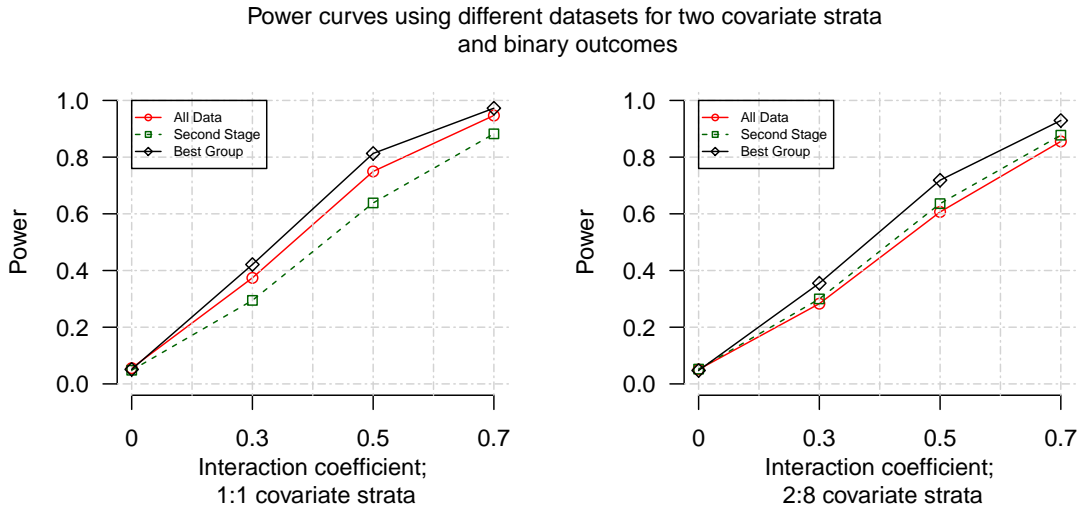 Power curves using different datasets for two covariate strata
and binary outcomes
1.0
0.8
0.6
0.4
0.2
0.0
Power
All Data
Second Stage
Best Group
0
0.3
0.5
0.7
Interaction coefficient;
1:1 covariate strata
1.0
0.8
0.6
0.4
0.2
0.0
Power
All Data
Second Stage
Best Group
0
0.3
0.5
0.7
Interaction coefficient;
2:8 covariate strata